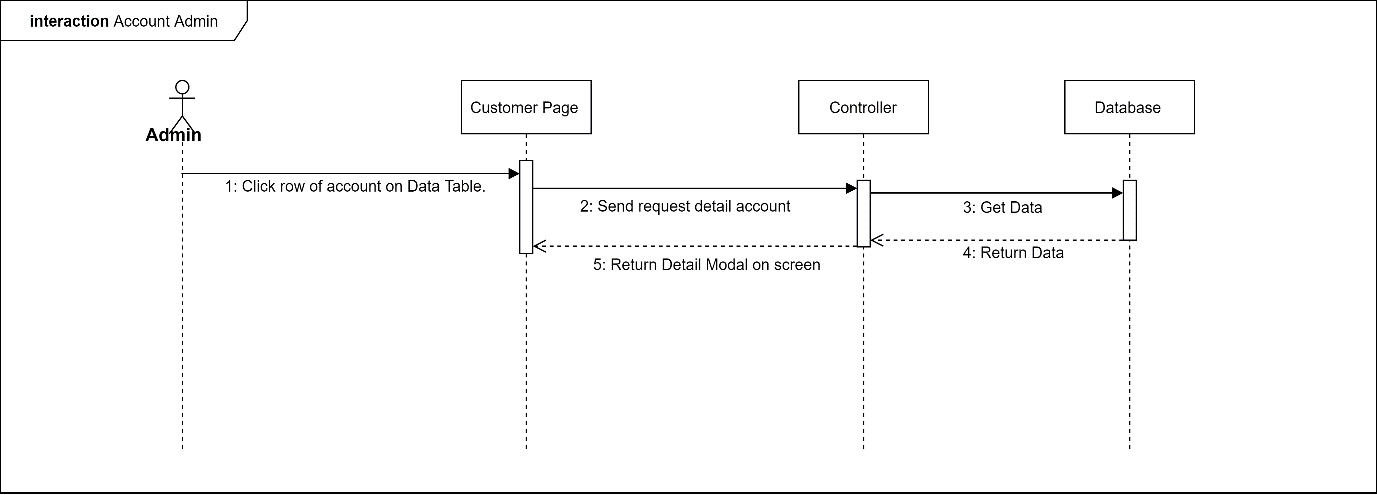 interaction Account Admin
Admin
Customer Page
Controller
Database
1: Click row of account on Data Table.
2: Send request detail account
3: Get Data
4: Return Data
5: Return Detail Modal on screen